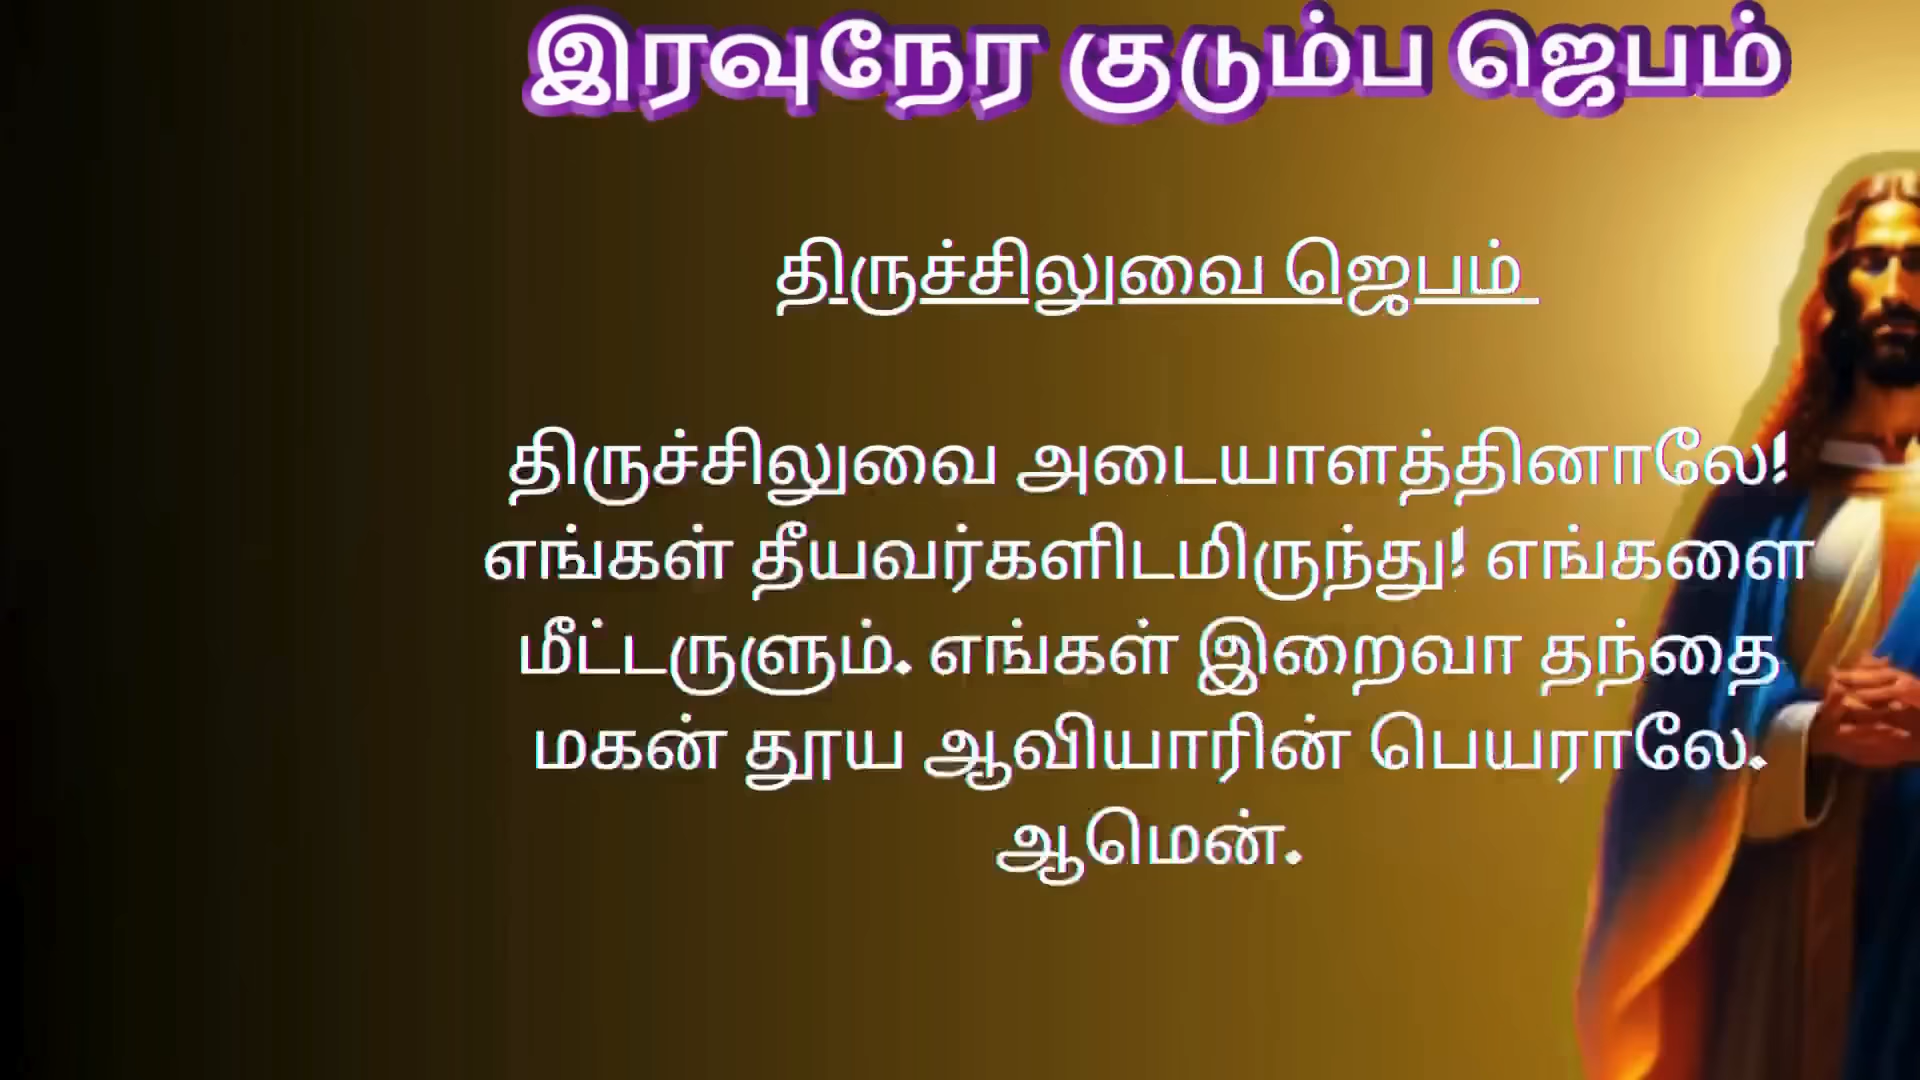 இரவுநேர குடும்ப ஜெபம்
திருச்சிலுவை ஜெபம்
திருச்சிலுவை அடையாளத்தினாலே!
எங்கள் தீயவர்களிடமிருந்து! எங்களை
மீட்டருளும். எங்கள் இறைவா தந்தை
மகன் தூய ஆவியாரின் பெயராலே.
ஆமென்.